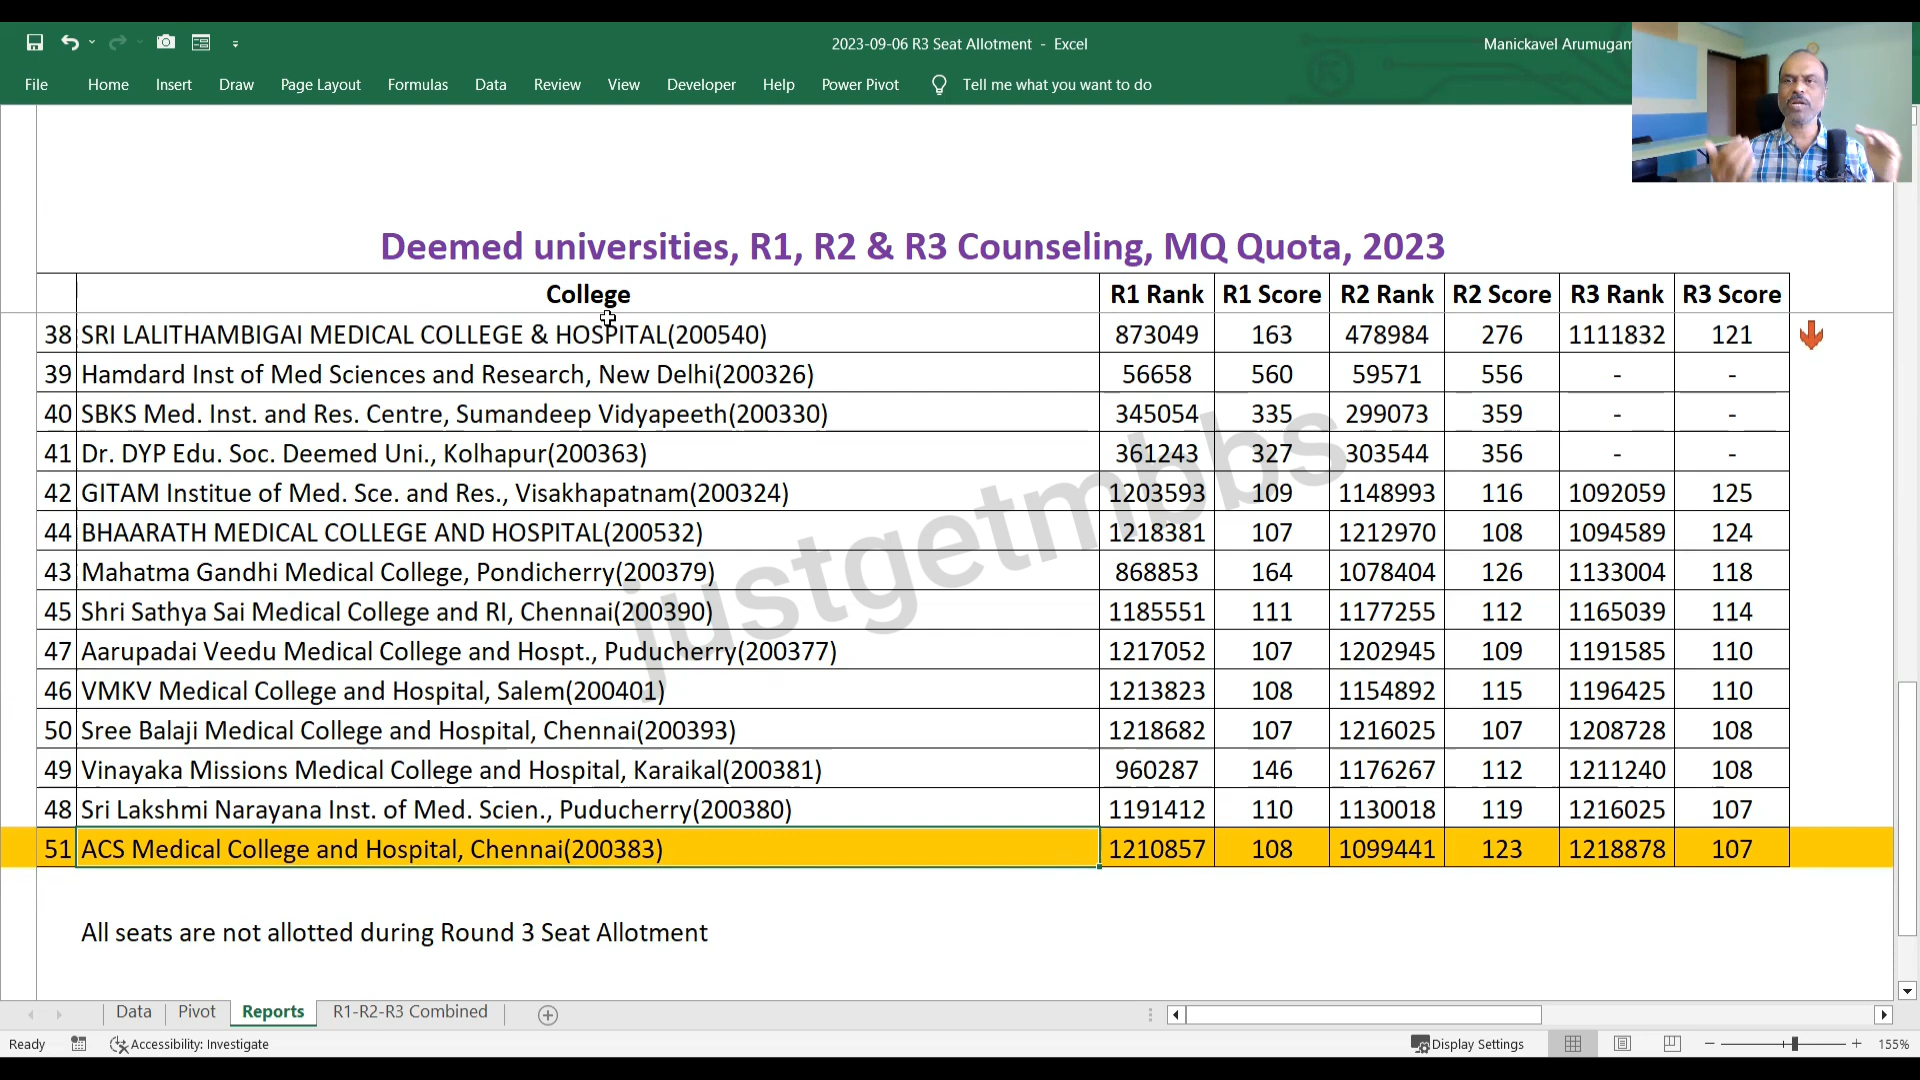 2023-09-06 R3 Seat Allotment - Excel
Manickavel Arumugam
File Home Insert Draw Page Layout Formulas Data Review View Developer Help Power Pivot Tell me what you want to do
Deemed universities, R1, R2 & R3 Counseling, MQ Quota, 2023
College R1 Rank R1 Score R2 Rank R2 Score R3 Rank R3 Score
38 SRI LALITHAMBIGAI MEDICAL COLLEGE & HOSPITAL(200540) 873049 163 478984 276 1111832 121
39 Hamdard Inst of Med Sciences and Research, New Delhi(200326) 56658 560 59571 556 - -
40 SBKS Med. Inst. and Res. Centre, Sumandeep Vidyapeeth(200330) 345054 335 299073 359 - -
41 Dr. DYP Edu. Soc. Deemed Uni., Kolhapur(200363) 361243 327 303544 356 - -
42 GITAM Institue of Med. Sce. and Res., Visakhapatnam(200324) 1203593 109 1148993 116 1092059 125
44 BHAARATH MEDICAL COLLEGE AND HOSPITAL(200532) 1218381 107 1212970 108 1094589 124
43 Mahatma Gandhi Medical College, Pondicherry(200379) 868853 164 1078404 126 1133004 118
45 Shri Sathya Sai Medical College and RI, Chennai(200390) 1185551 111 1177255 112 1165039 114
47 Aarupadai Veedu Medical College and Hospt., Puducherry(200377) 1217052 107 1202945 109 1191585 110
46 VMKV Medical College and Hospital, Salem(200401) 1213823 108 1154892 115 1196425 110
50 Sree Balaji Medical College and Hospital, Chennai(200393) 1218682 107 1216025 107 1208728 108
49 Vinayaka Missions Medical College and Hospital, Karaikal(200381) 960287 146 1176267 112 1211240 108
48 Sri Lakshmi Narayana Inst. of Med. Scien., Puducherry(200380) 1191412 110 1130018 119 1216025 107
51 ACS Medical College and Hospital, Chennai(200383) 1210857 108 1099441 123 1218878 107
justgetmbbs
All seats are not allotted during Round 3 Seat Allotment
Data Pivot Reports R1-R2-R3 Combined
Ready Accessibility: Investigate Display Settings 155%